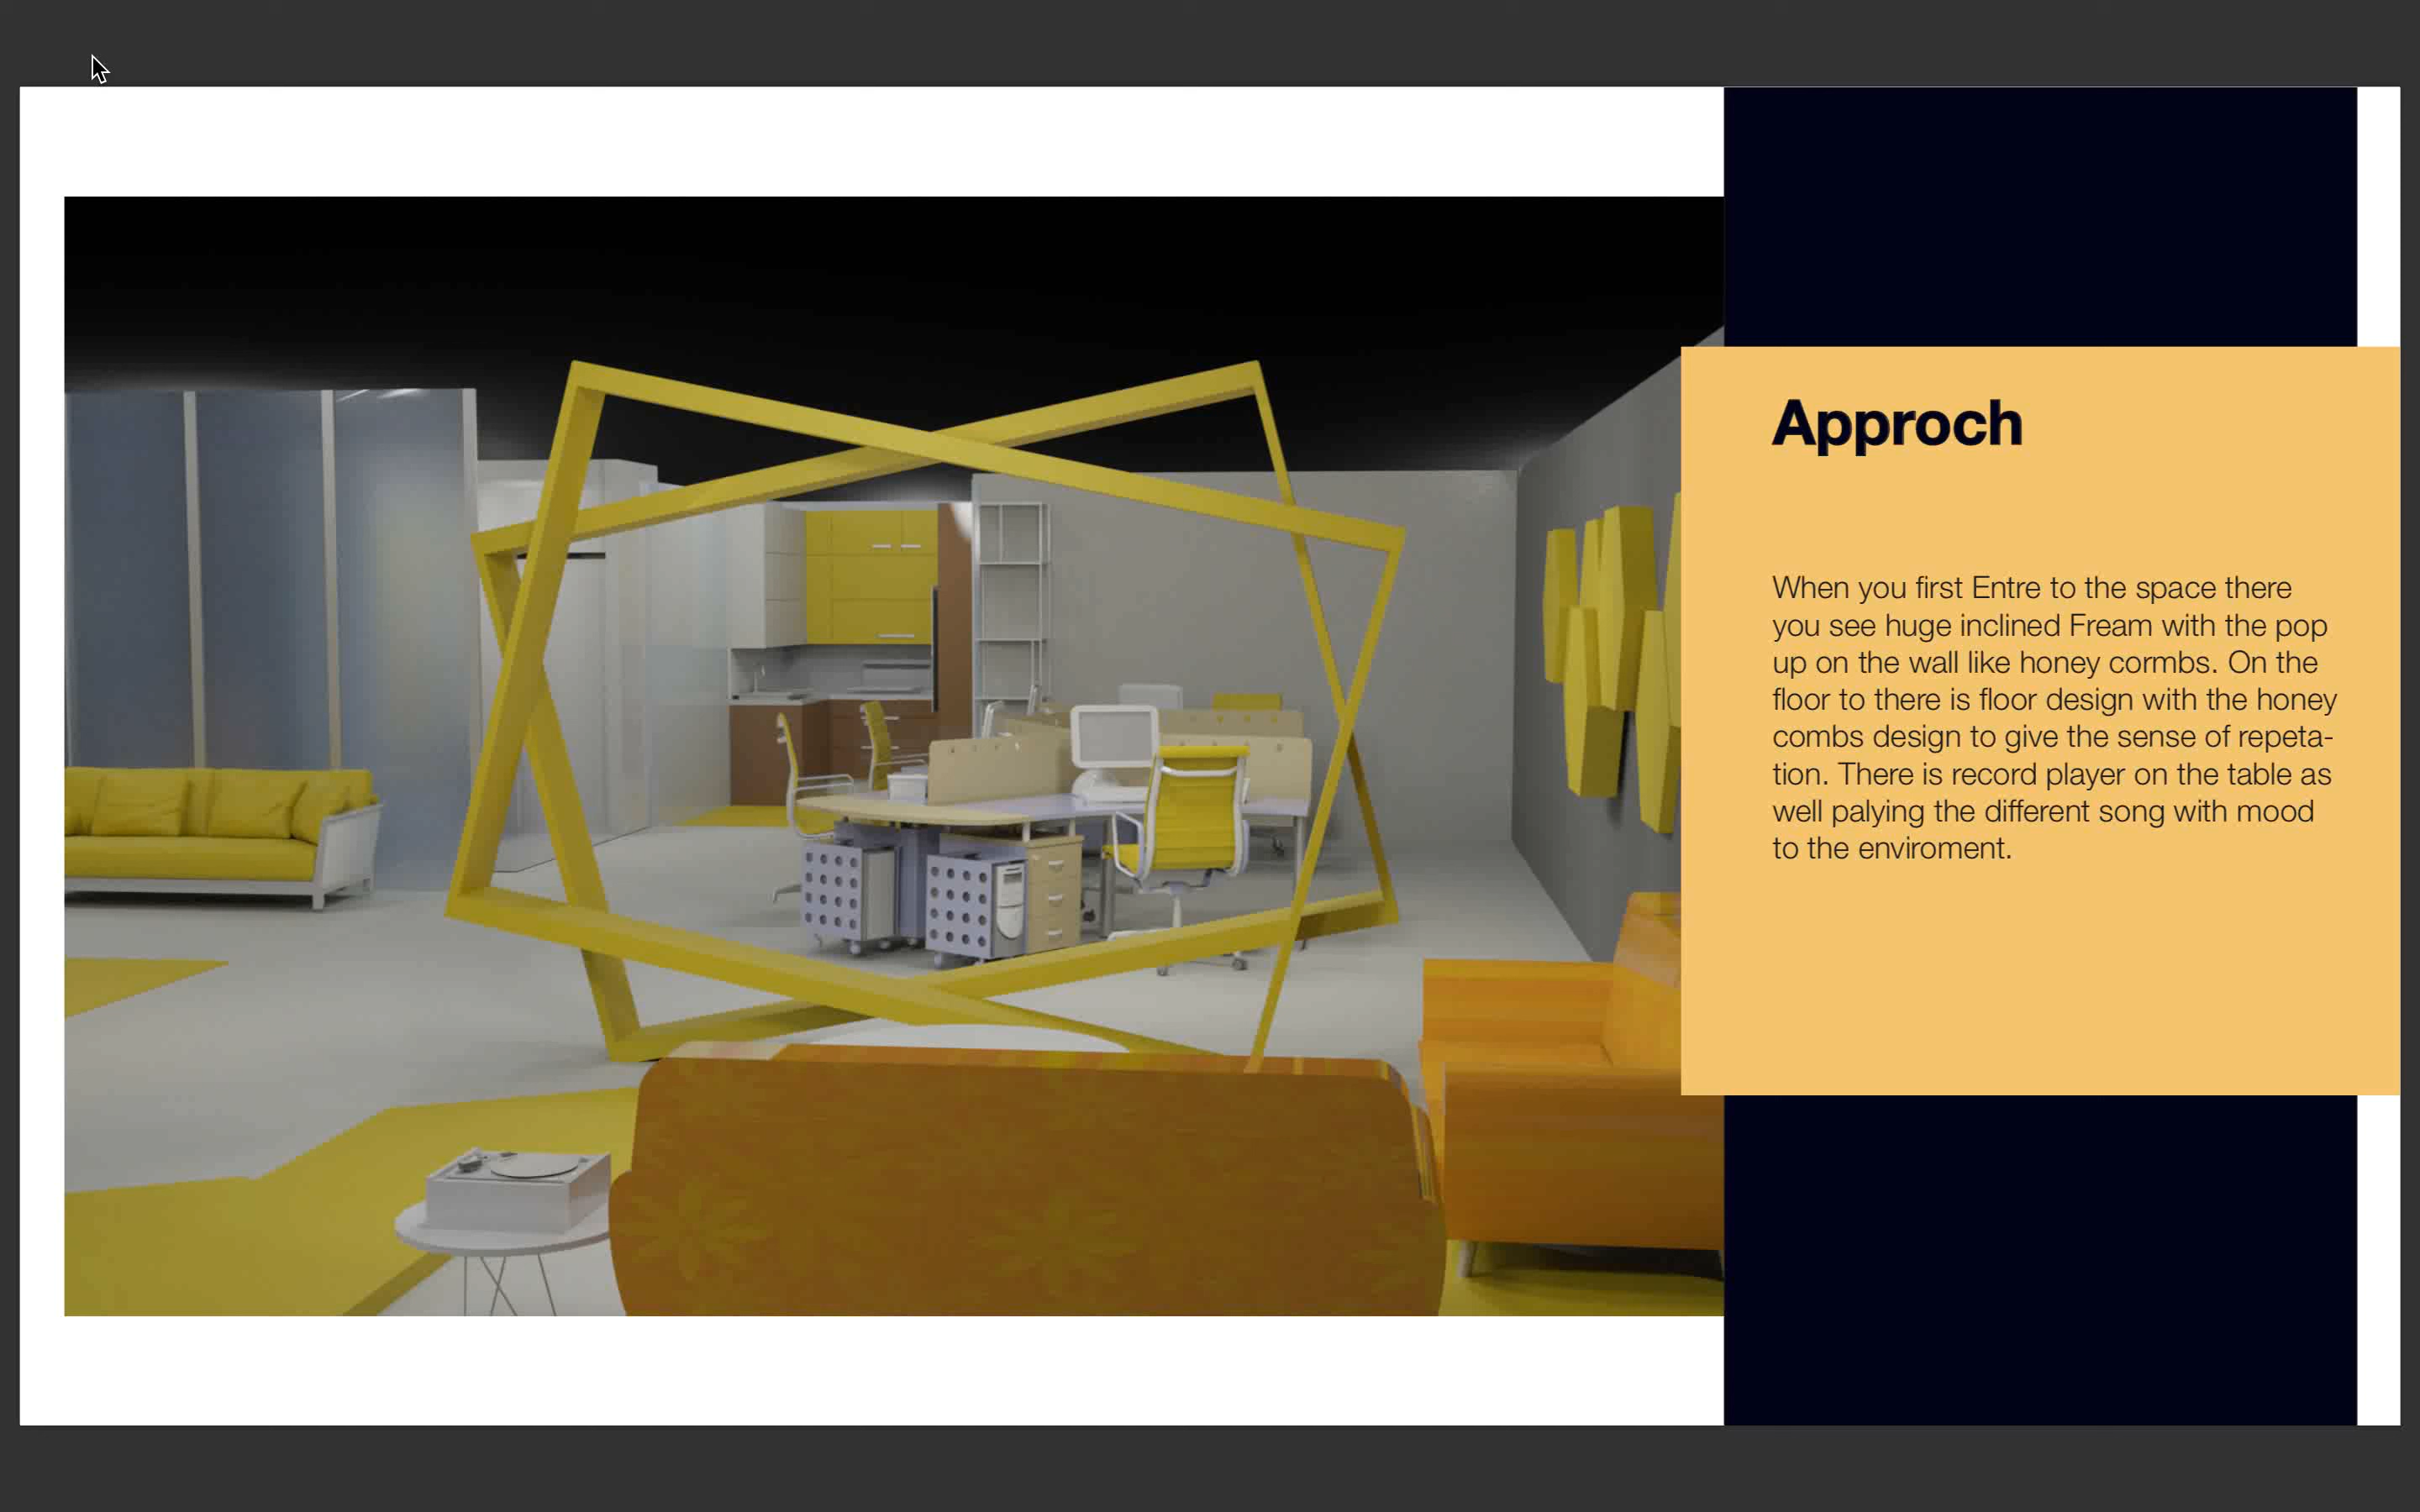 Approch
When you first Entre to the space there
you see huge inclined Fream with the pop
up on the wall like honey cormbs. On the
floor to there is floor design with the honey
combs design to give the sense of repeta-
tion. There is record player on the table as
well palying the different song with mood
to the enviroment.